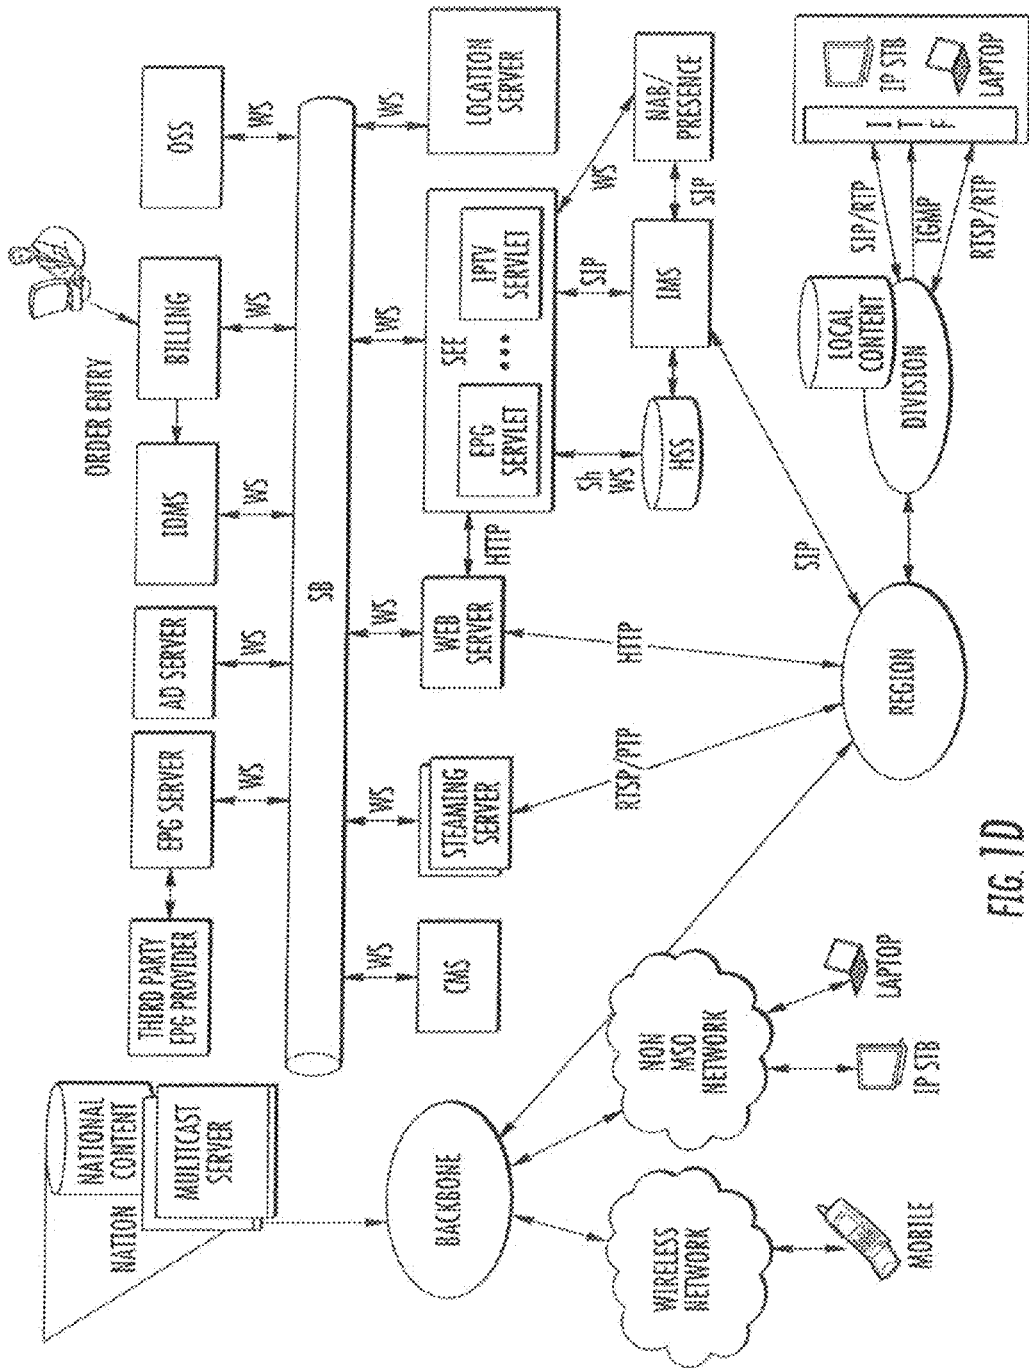 ORDER ENTRY
NATION
NATIONAL
CONTENT
MULTICAST
SERVER
THIRD PARTY
EPG PROVIDER
EPG SERVER
AD SERVER
IDMS
BILLING
OSS
WS
WS
WS
WS
WS
SB
WS
WS
WS
WS
WS
CMS
STEAMING
SERVER
WEB
SERVER
HTTP
SEE
EPG
SERVLET
IPTV
SERVLET
LOCATION
SERVER
Sh
WS
SIP
WS
HSS
IMS
SIP
NAB/
PRESENCE
BACKBONE
WIRELESS
NETWORK
NON
MSO
NETWORK
RTSP/PTP
HTTP
SIP
MOBILE
IP STB
LAPTOP
REGION
DIVISION
LOCAL
CONTENT
SIP/RTP
IGMP
RTSP/RTP
ITF
IP STB
LAPTOP
FIG. 1D